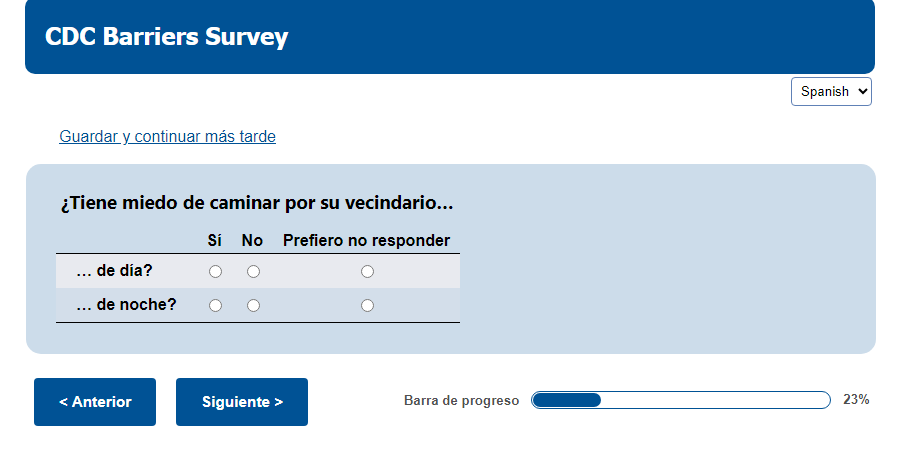 CDC Barriers Survey
Spanish
Guardar y continuar más tarde
¿Tiene miedo de caminar por su vecindario...
Sí No Prefiero no responder
... de día?
... de noche?
< Anterior Siguiente > Barra de progreso 23%